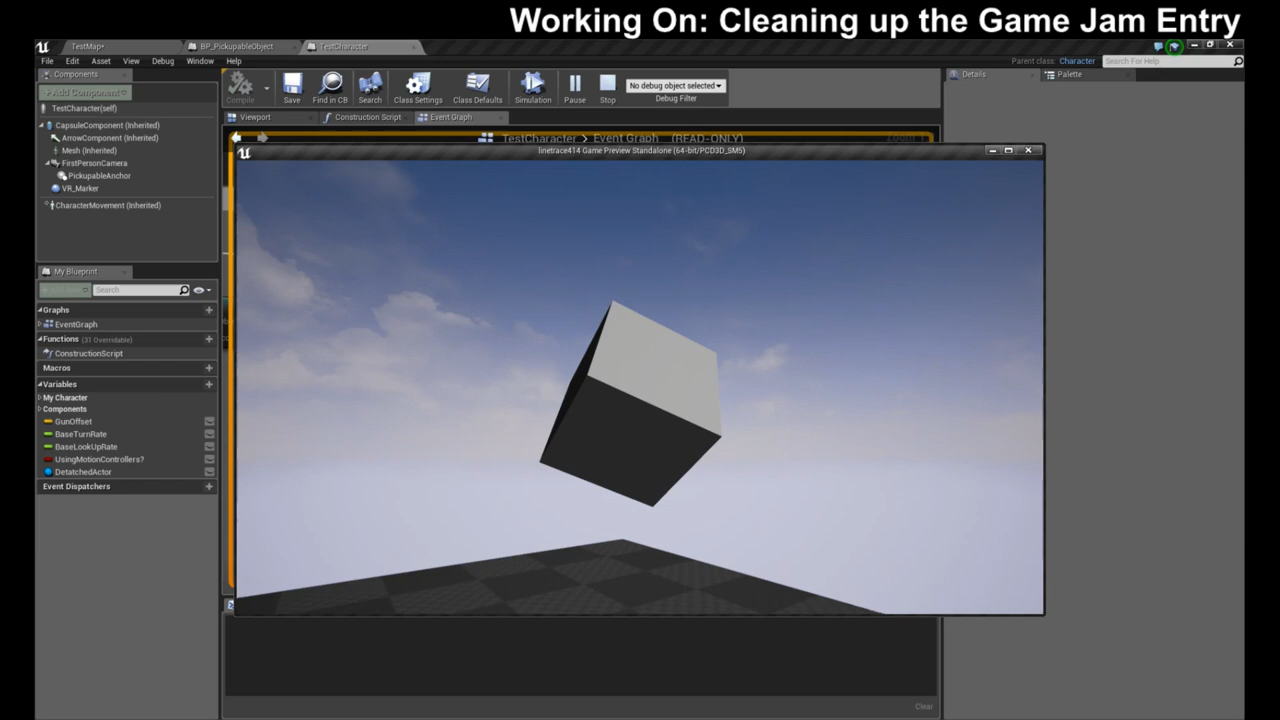 Working On: Cleaning up the Game Jam Entry
TestMap•
BP_PickupableObject
TestCharacter
File Edit Asset View Window Debug Help
Parent class: Character
Search For Help
Components
+Add Component
TestCharacter(self)
CapsuleComponent (Inherited)
ArrowComponent (Inherited)
Mesh (Inherited)
FirstPersonCamera
PickupableAnchor
VR_Marker
CharacterMovement (Inherited)
Compile
Save
Find in CB
Search
Class Settings
Class Defaults
Simulation
Pause
Stop
No debug object selected
Debug Filter
Details
Palette
Viewport
Construction Script
Event Graph
TestCharacter > Event Graph (READ-ONLY)
linetrace414 Game Preview Standalone (64-bit/PCD3D_SM5)
My Blueprint
Search
Graphs
EventGraph
Functions (31 Overridable)
ConstructionScript
Macros
Variables
My Character
Components
GunOffset
BaseTurnRate
BaseLookUpRate
UsingMotionControllers?
DetatchedActor
Event Dispatchers
Clear